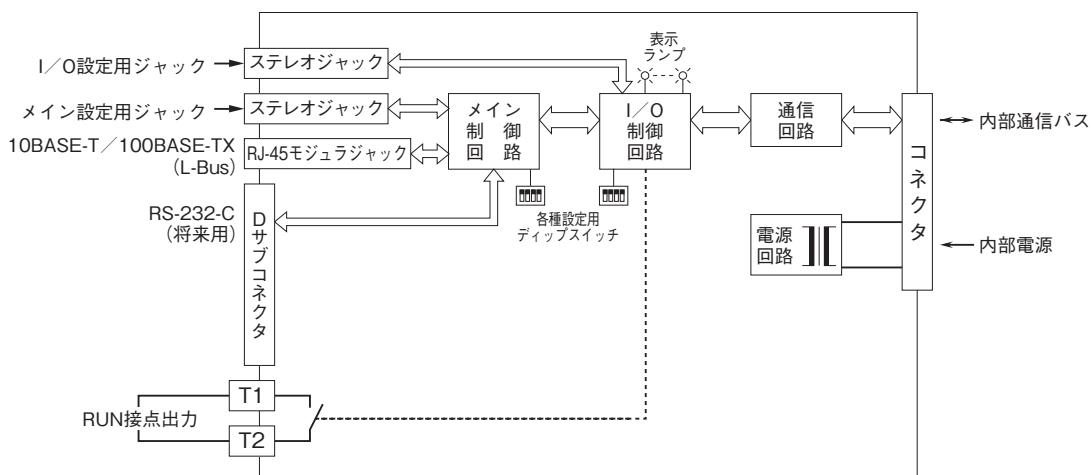 表示
ランプ
I／O設定用ジャック
ステレオジャック
メイン設定用ジャック
ステレオジャック
メイン
制御
回路
I／O
制御
回路
通信
回路
コネクタ
内部通信バス
10BASE-T／100BASE-TX
(L-Bus)
RJ-45モジュラジャック
RS-232-C
(将来用)
Dサブコネクタ
各種設定用
ディップスイッチ
電源
回路
内部電源
T1
RUN接点出力
T2